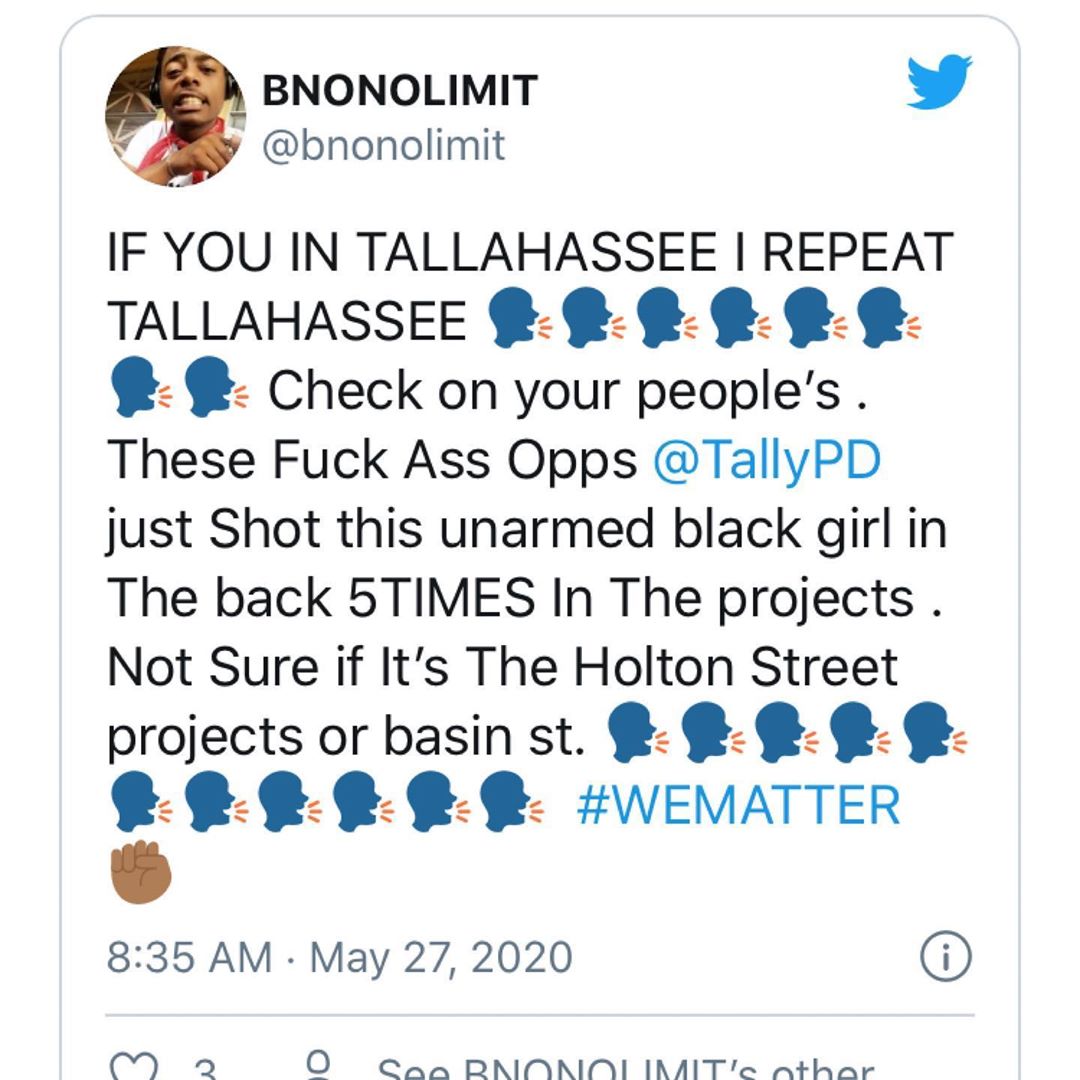 BNONOLIMIT
@bnonolimit
IF YOU IN TALLAHASSEE I REPEAT
TALLAHASSEE 🗣🗣🗣🗣🗣🗣
🗣🗣 Check on your people’s .
These Fuck Ass Opps @TallyPD
just Shot this unarmed black girl in
The back 5TIMES In The projects .
Not Sure if It’s The Holton Street
projects or basin st. 🗣🗣🗣🗣🗣
🗣🗣🗣🗣🗣🗣 #WEMATTER
✊🏾
8:35 AM · May 27, 2020
3 See BNONOLIMIT’s other